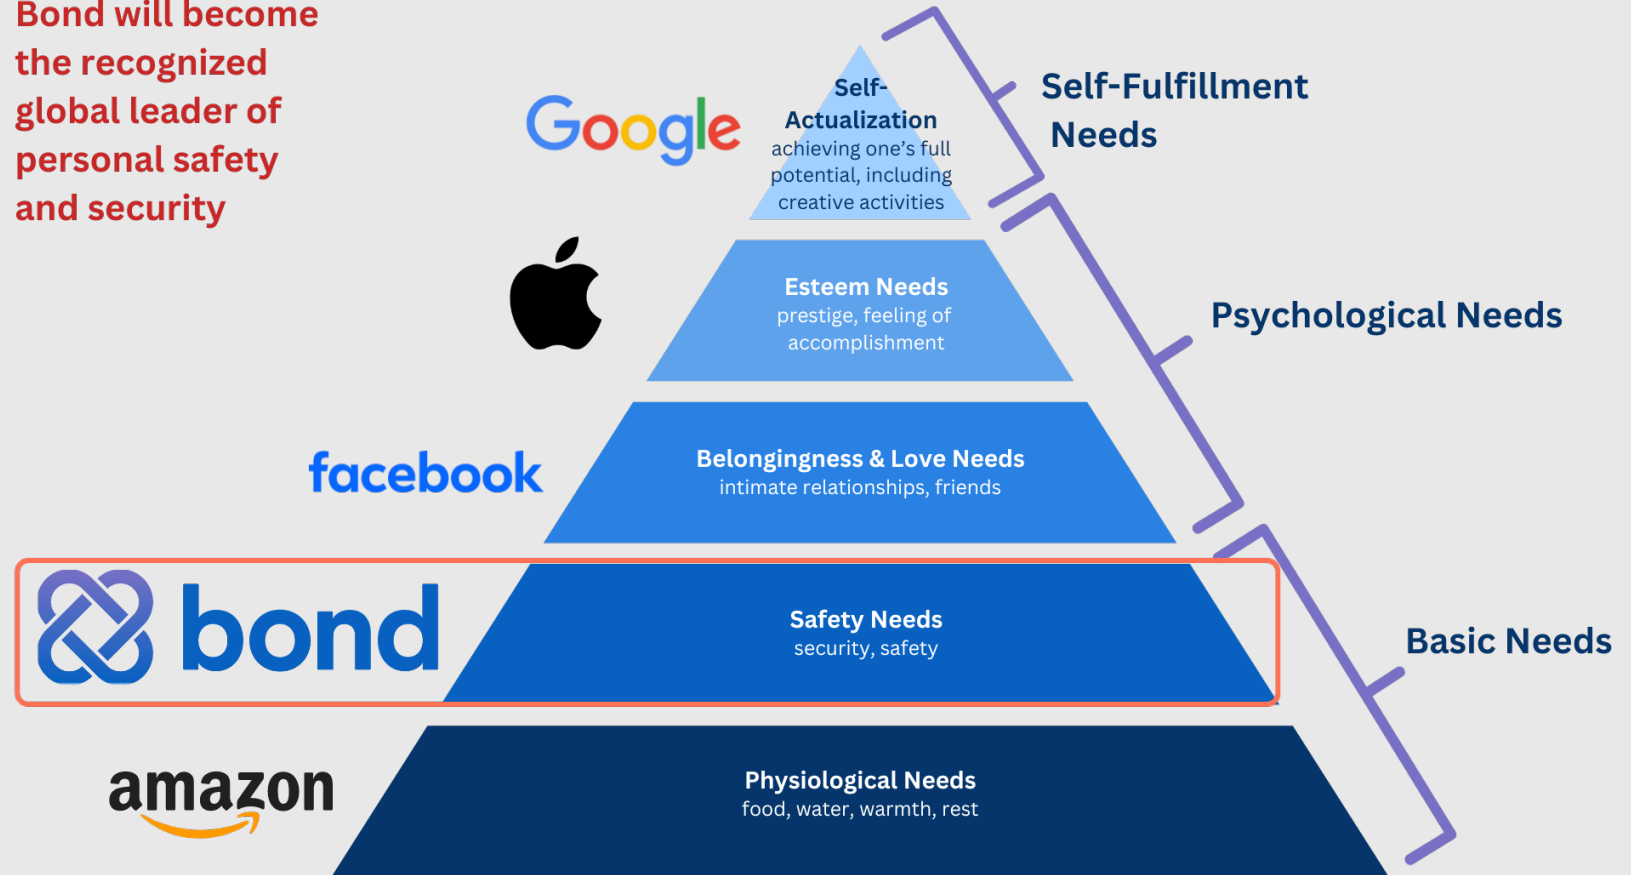 Bond will become
the recognized
global leader of
personal safety
and security
Google
Self-
Actualization
achieving one's full
potential, including
creative activities
Self-Fulfillment
Needs
Esteem Needs
prestige, feeling of
accomplishment
Psychological Needs
facebook
Belongingness & Love Needs
intimate relationships, friends
bond
Safety Needs
security, safety
Basic Needs
amazon
Physiological Needs
food, water, warmth, rest